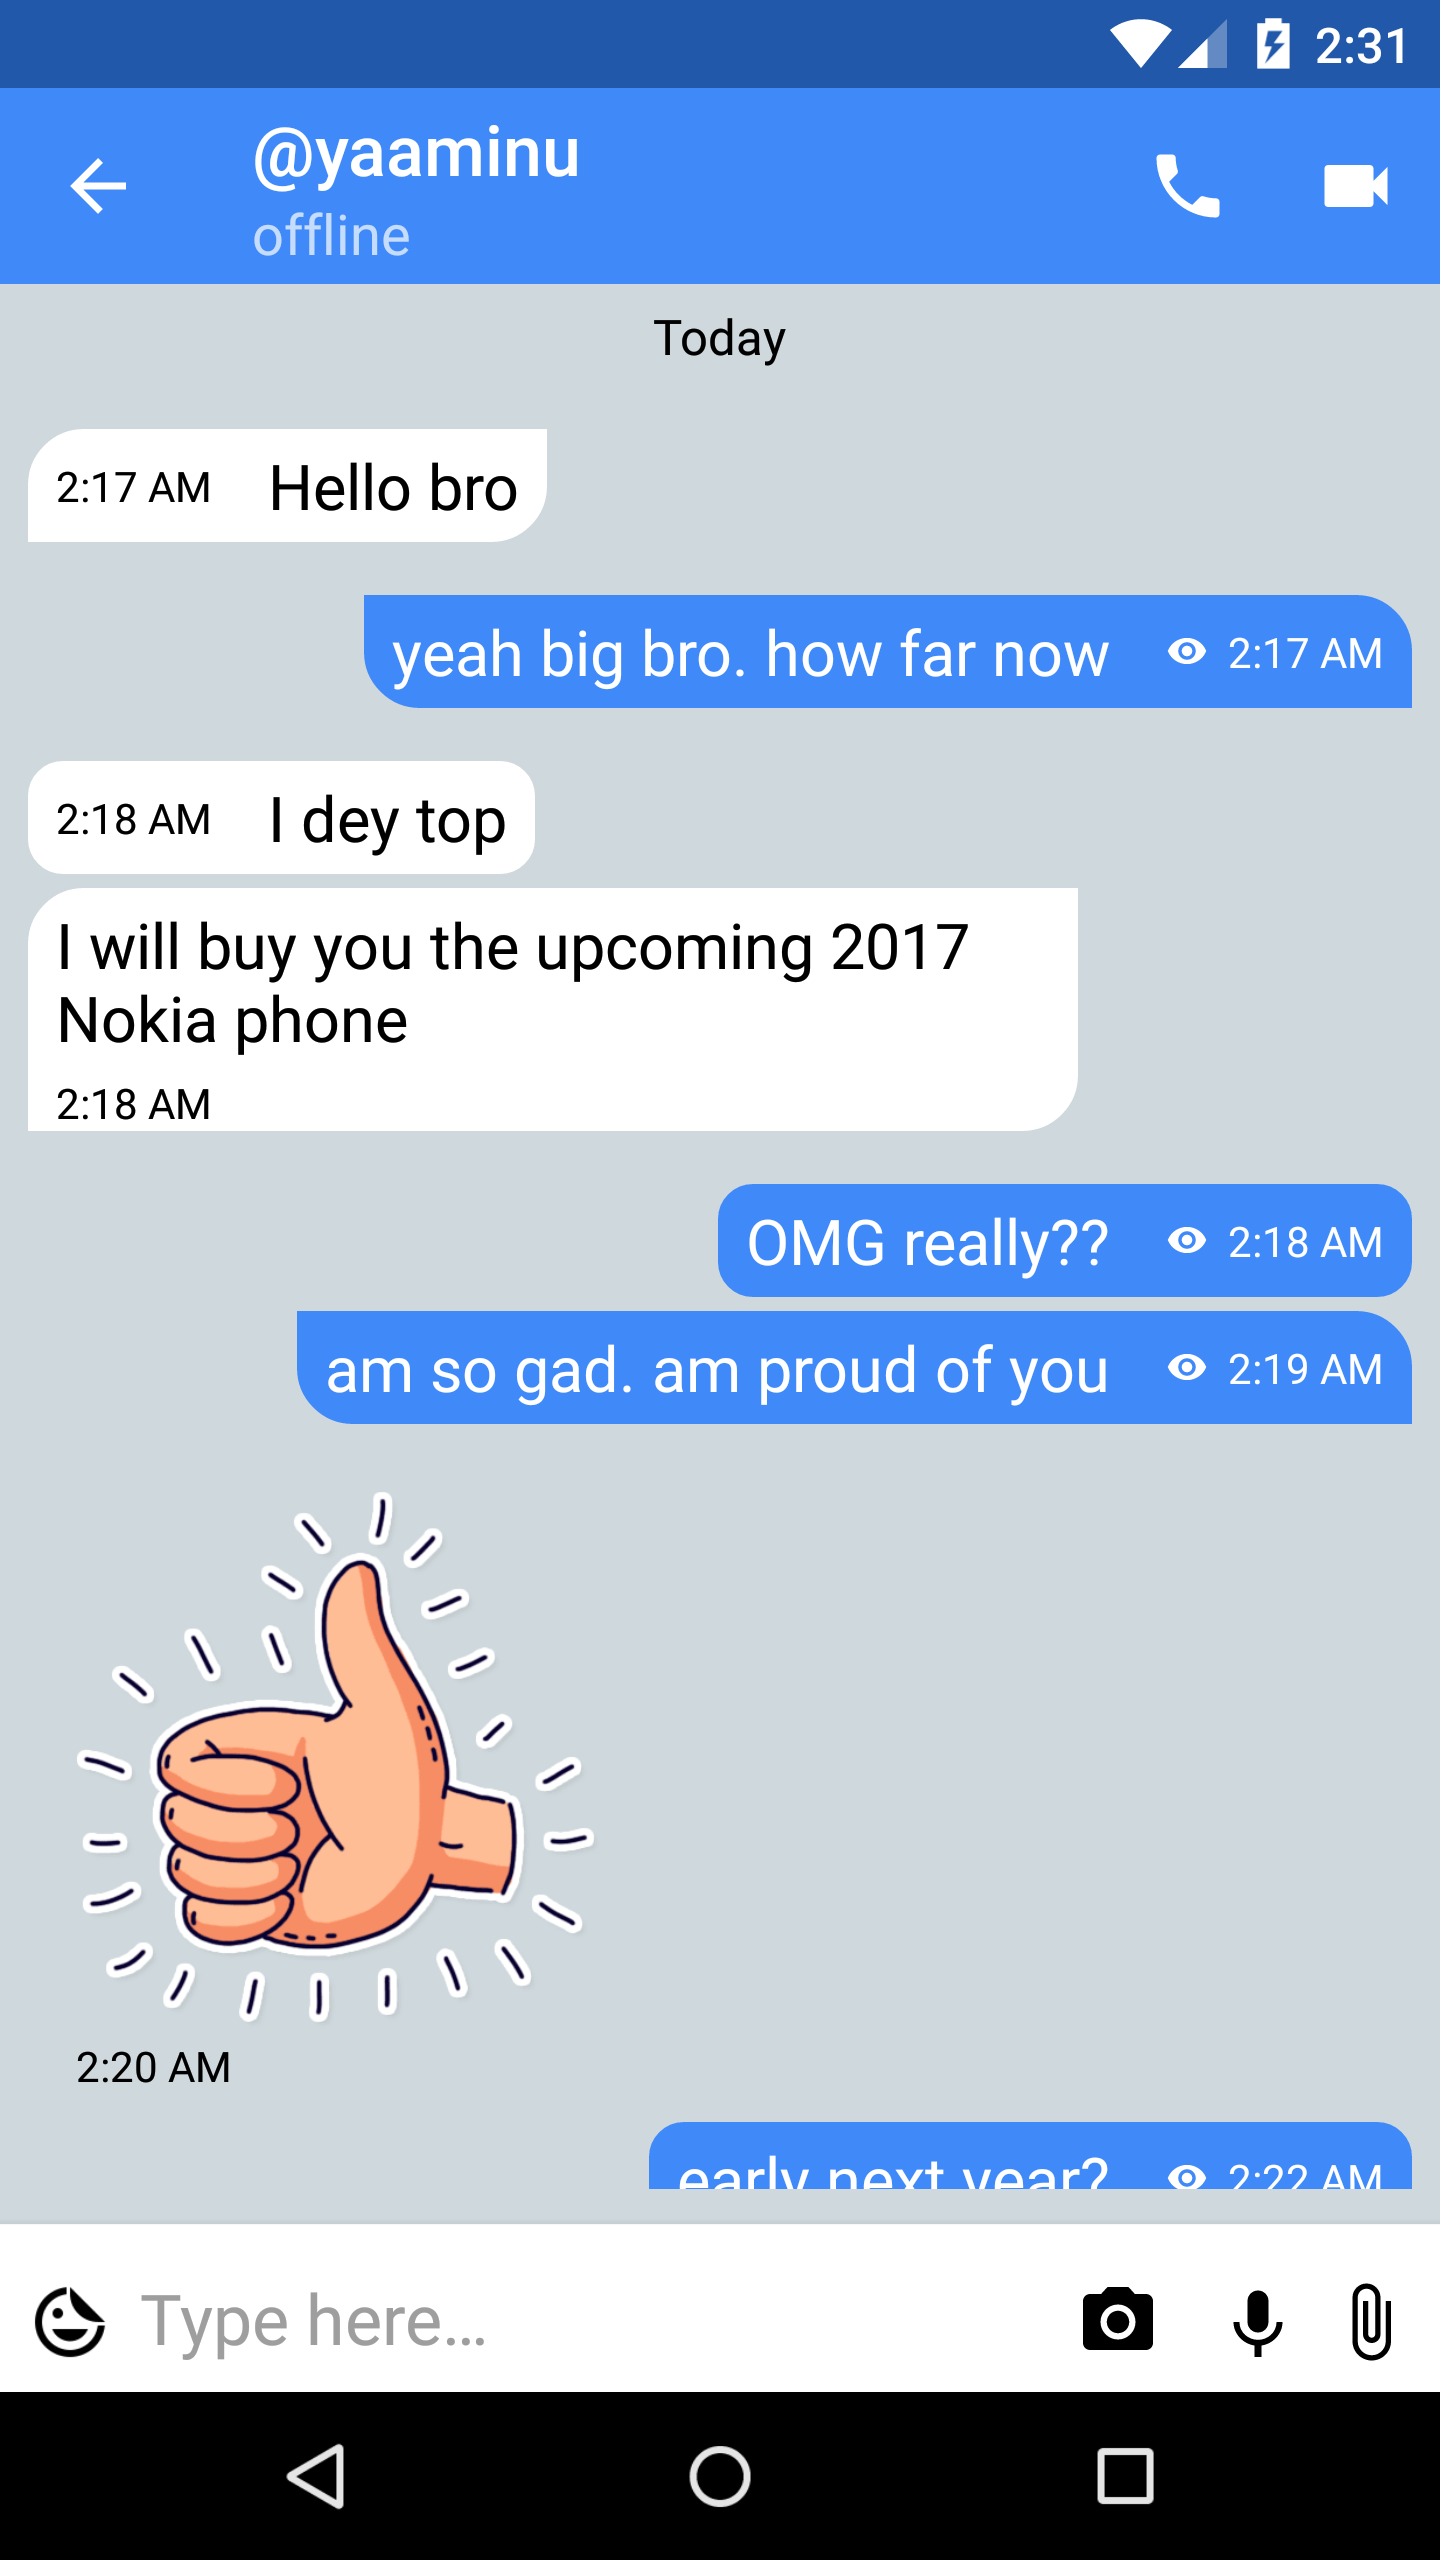 2:31
@yaaminu
offline
Today
2:17 AM Hello bro
yeah big bro. how far now 2:17 AM
2:18 AM I dey top
I will buy you the upcoming 2017
Nokia phone
2:18 AM
OMG really?? 2:18 AM
am so gad. am proud of you 2:19 AM
2:20 AM
early next year? 2:22 AM
Type here...